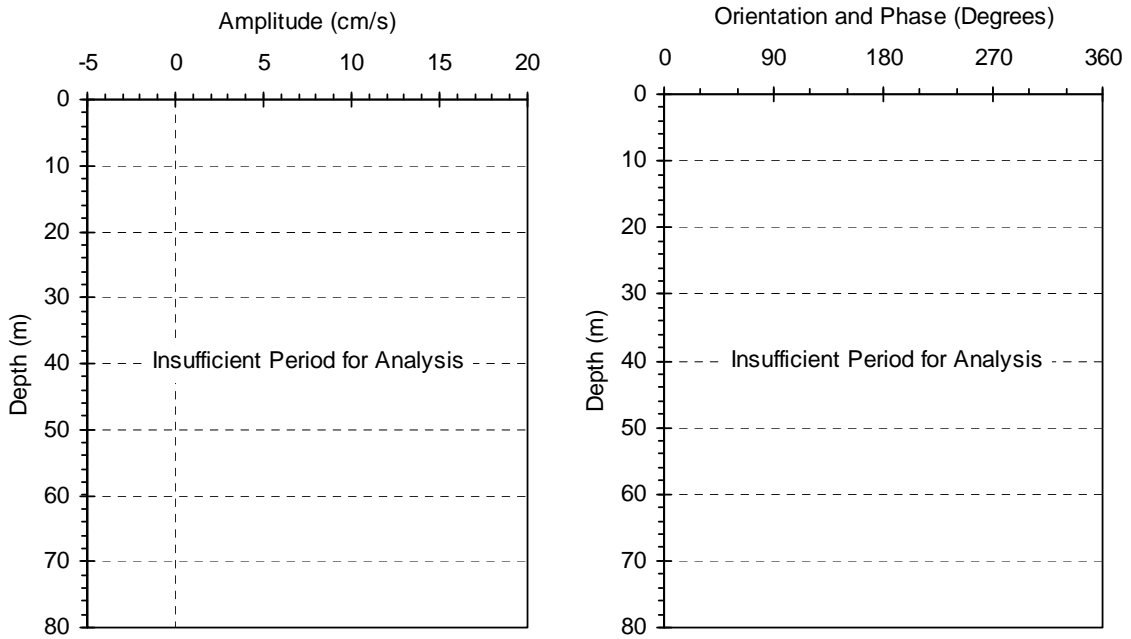 Amplitude (cm/s)
-5 0 5 10 15 20
0
10
20
30
40
50
60
70
80
Depth (m)
Insufficient Period for Analysis
Orientation and Phase (Degrees)
0 90 180 270 360
0
10
20
30
40
50
60
70
80
Depth (m)
Insufficient Period for Analysis